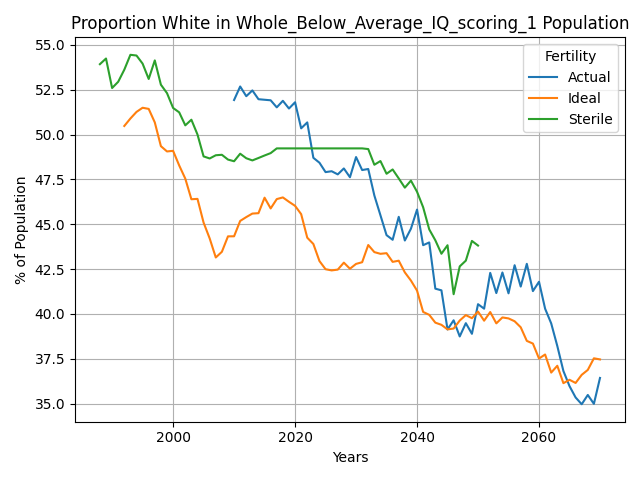 Proportion White in Whole_Below_Average_IQ_scoring_1 Population
55.0
52.5
50.0
47.5
45.0
42.5
40.0
37.5
35.0
% of Population
Fertility
Actual
Ideal
Sterile
2000
2020
2040
2060
Years